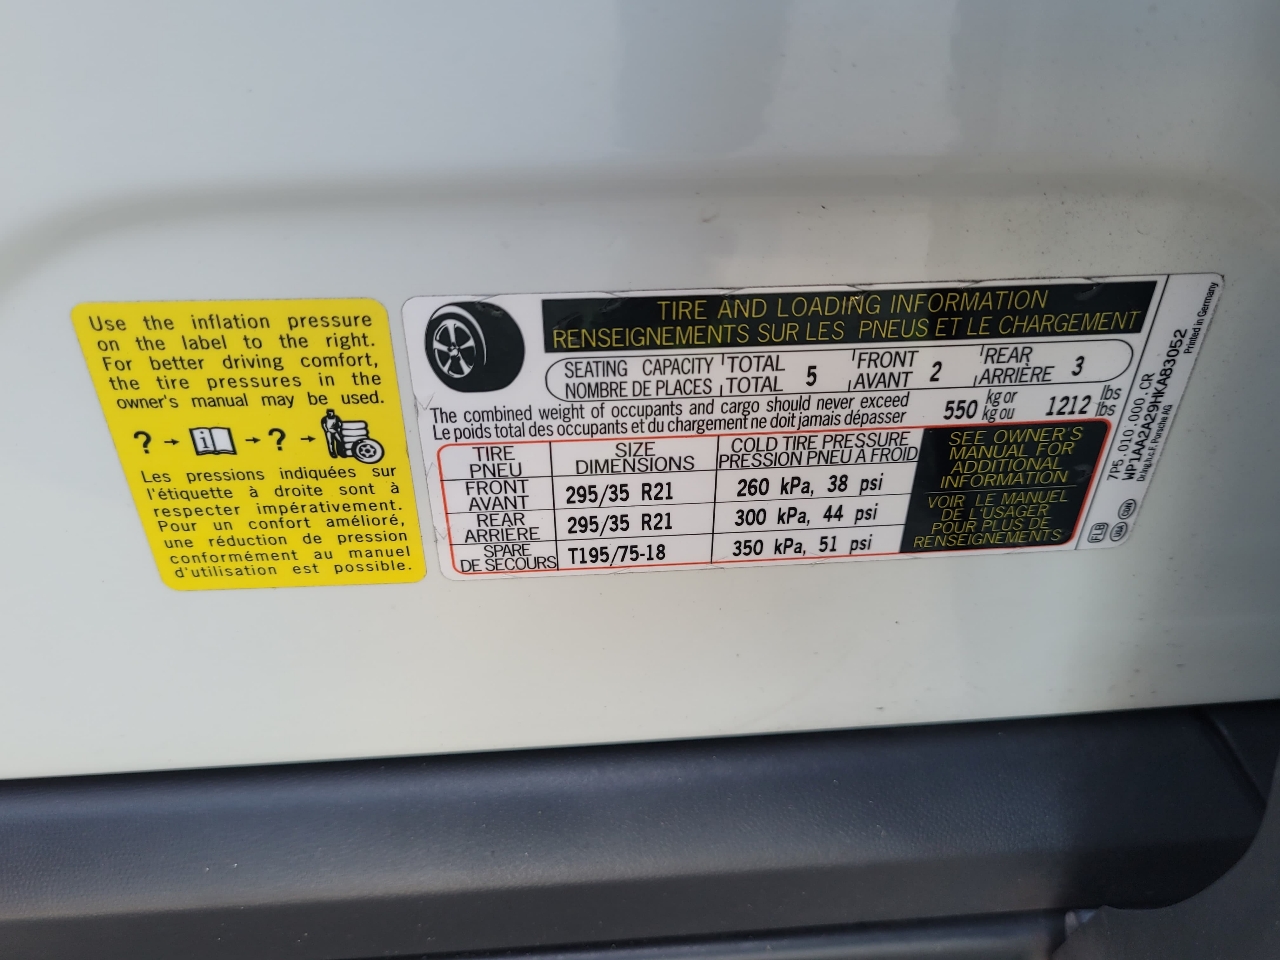 Use the inflation pressure
on the label to the right.
For better driving comfort,
the tire pressures in the
owner's manual may be used.
? → i → ? →
Les pressions indiquées sur
l'étiquette à droite sont à
respecter impérativement.
Pour un confort amélioré,
une réduction de pression
conformément au manuel
d'utilisation est possible.
TIRE AND LOADING INFORMATION
RENSEIGNEMENTS SUR LES PNEUS ET LE CHARGEMENT
SEATING CAPACITY TOTAL 5 FRONT 2 REAR 3
NOMBRE DE PLACES TOTAL AVANT ARRIÈRE
The combined weight of occupants and cargo should never exceed 550 kg or 1212 lbs
Le poids total des occupants et du chargement ne doit jamais dépasser kg ou lbs
TIRE SIZE COLD TIRE PRESSURE
PNEU DIMENSIONS PRESSION PNEU À FROID
FRONT 295/35 R21 260 kPa, 38 psi
AVANT
REAR 295/35 R21 300 kPa, 44 psi
ARRIÈRE
SPARE T195/75-18 350 kPa, 51 psi
DE SECOURS
SEE OWNER'S
MANUAL FOR
ADDITIONAL
INFORMATION
VOIR LE MANUEL
DE L'USAGER
POUR PLUS DE
RENSEIGNEMENTS
7P5.010.000.CR
WP1AA2A29HKA83052
Dr.Ing.h.c.F. Porsche AG
Printed in Germany
FLB